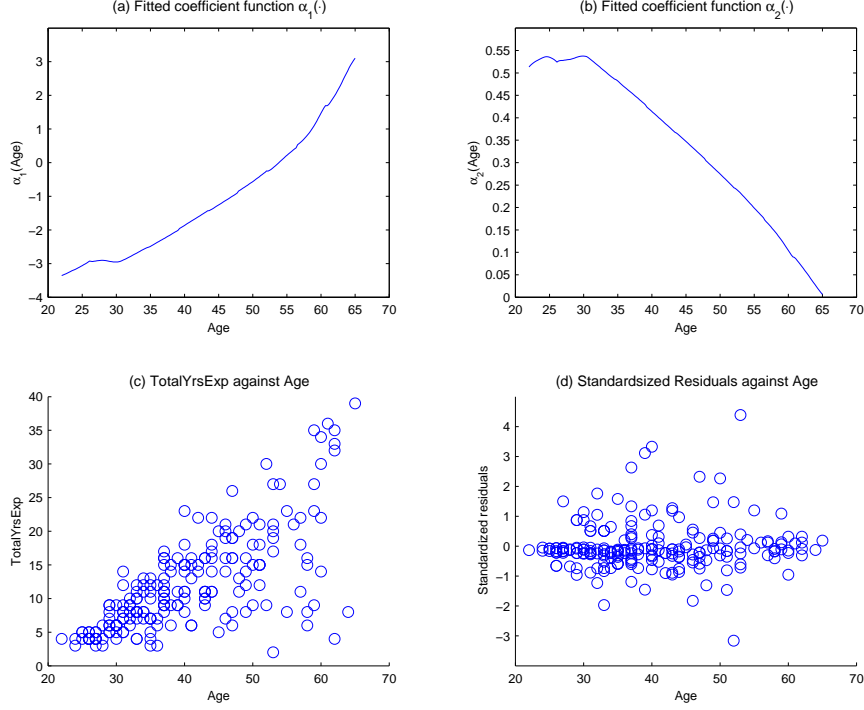 (a) Fitted coefficient function α1(·)
3
2
1
0
−1
−2
−3
−4
α1(Age)
20 25 30 35 40 45 50 55 60 65 70
Age
(b) Fitted coefficient function α2(·)
0.55
0.5
0.45
0.4
0.35
0.3
0.25
0.2
0.15
0.1
0.05
0
α2(Age)
20 25 30 35 40 45 50 55 60 65 70
Age
(c) TotalYrsExp against Age
40
35
30
25
20
15
10
5
0
TotalYrsExp
20 30 40 50 60 70
Age
(d) Standardsized Residuals against Age
4
3
2
1
0
−1
−2
−3
Standardized residuals
20 30 40 50 60 70
Age